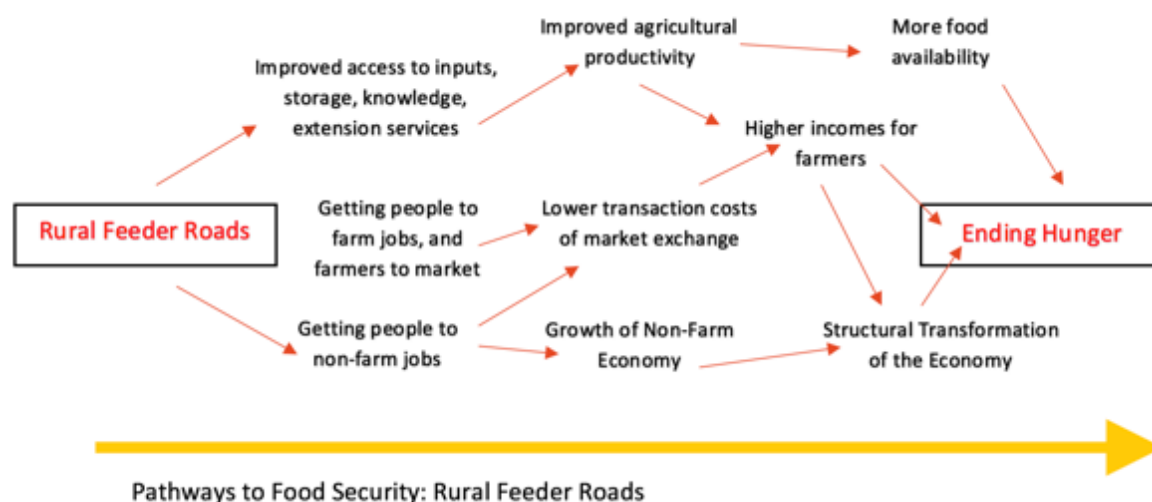 Improved agricultural
productivity
More food
availability
Improved access to inputs,
storage, knowledge,
extension services
Higher incomes for
farmers
Rural Feeder Roads
Getting people to
farm jobs, and
farmers to market
Lower transaction costs
of market exchange
Ending Hunger
Getting people to
non-farm jobs
Growth of Non-Farm
Economy
Structural Transformation
of the Economy
Pathways to Food Security: Rural Feeder Roads